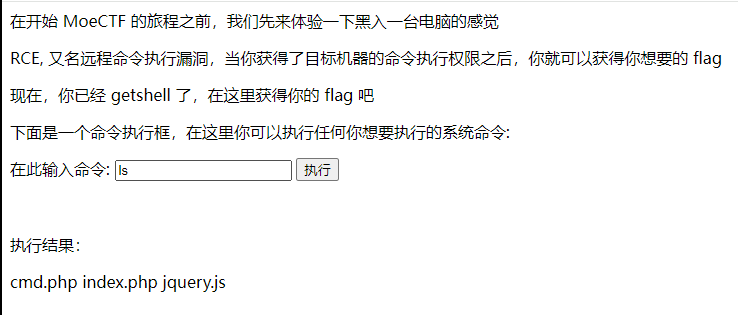 在开始 MoeCTF 的旅程之前，我们先来体验一下黑入一台电脑的感觉
RCE, 又名远程命令执行漏洞，当你获得了目标机器的命令执行权限之后，你就可以获得你想要的 flag
现在，你已经 getshell 了，在这里获得你的 flag 吧
下面是一个命令执行框，在这里你可以执行任何你想要执行的系统命令:
在此输入命令: ls 执行
执行结果：
cmd.php index.php jquery.js